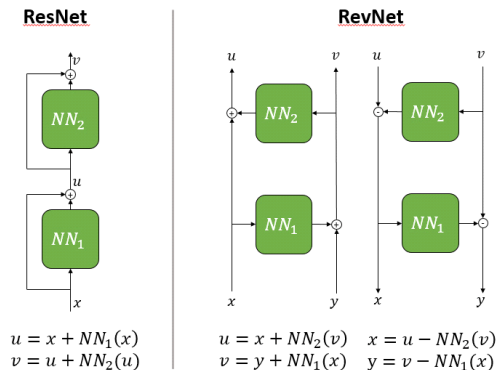 ResNet
v
+
NN₂
u
+
NN₁
x
u = x + NN₁(x)
v = u + NN₂(u)
RevNet
u v
+ NN₂
NN₁ +
x y
u = x + NN₂(v)
v = y + NN₁(x)
u v
- NN₂
NN₁ -
x y
x = u − NN₂(v)
y = v − NN₁(x)